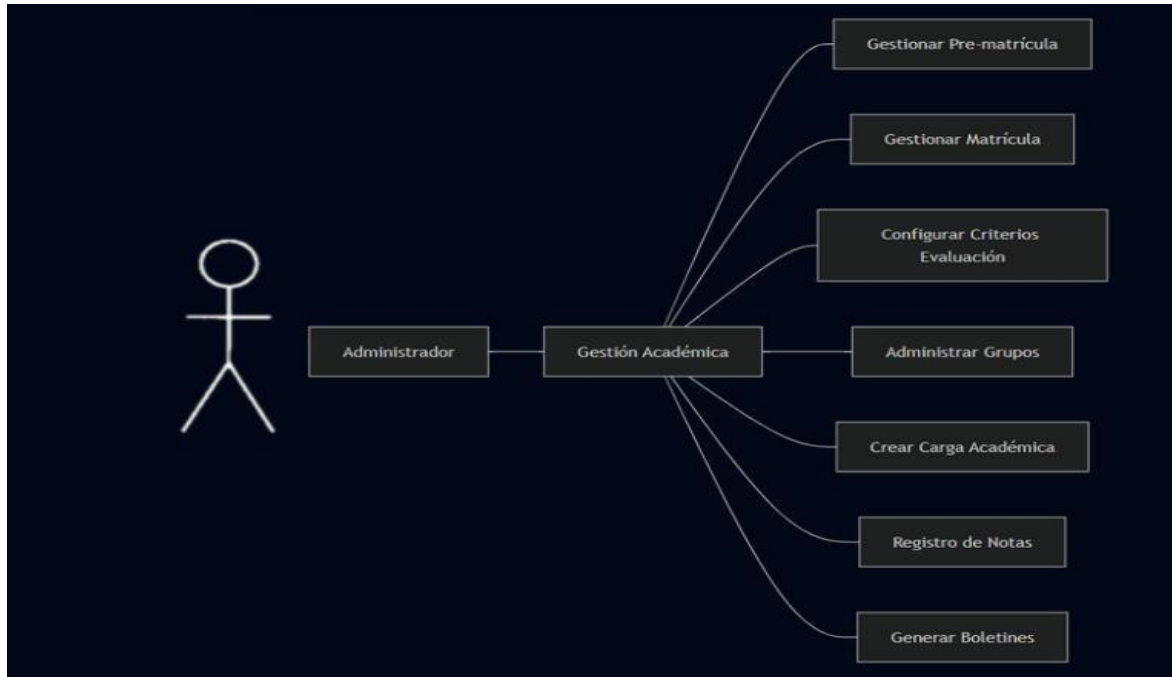 Gestionar Pre-matrícula
Gestionar Matrícula
Configurar Criterios
Evaluación
Administrador
Gestión Académica
Administrar Grupos
Crear Carga Académica
Registro de Notas
Generar Boletines